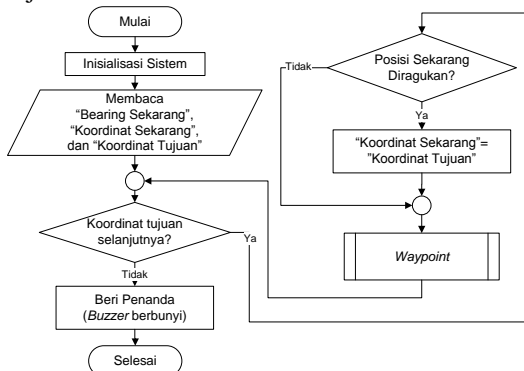 Mulai
Inisialisasi Sistem
Membaca
“Bearing Sekarang”,
“Koordinat Sekarang”,
dan “Koordinat Tujuan”
Koordinat tujuan
selanjutnya?
Ya
Tidak
Beri Penanda
(Buzzer berbunyi)
Selesai
Posisi Sekarang
Diragukan?
Tidak
Ya
“Koordinat Sekarang”=
”Koordinat Tujuan”
Waypoint